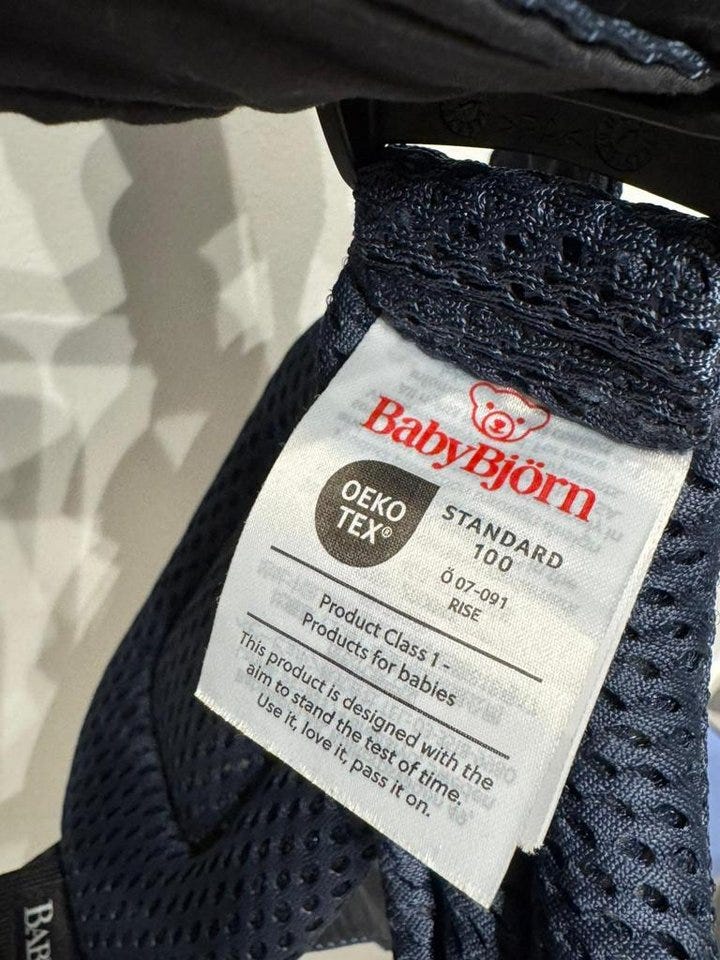 BabyBjörn
OEKO
TEX®
STANDARD
100
Ö 07-091
RISE
Product Class 1 -
Products for babies
This product is designed with the
aim to stand the test of time.
Use it, love it, pass it on.